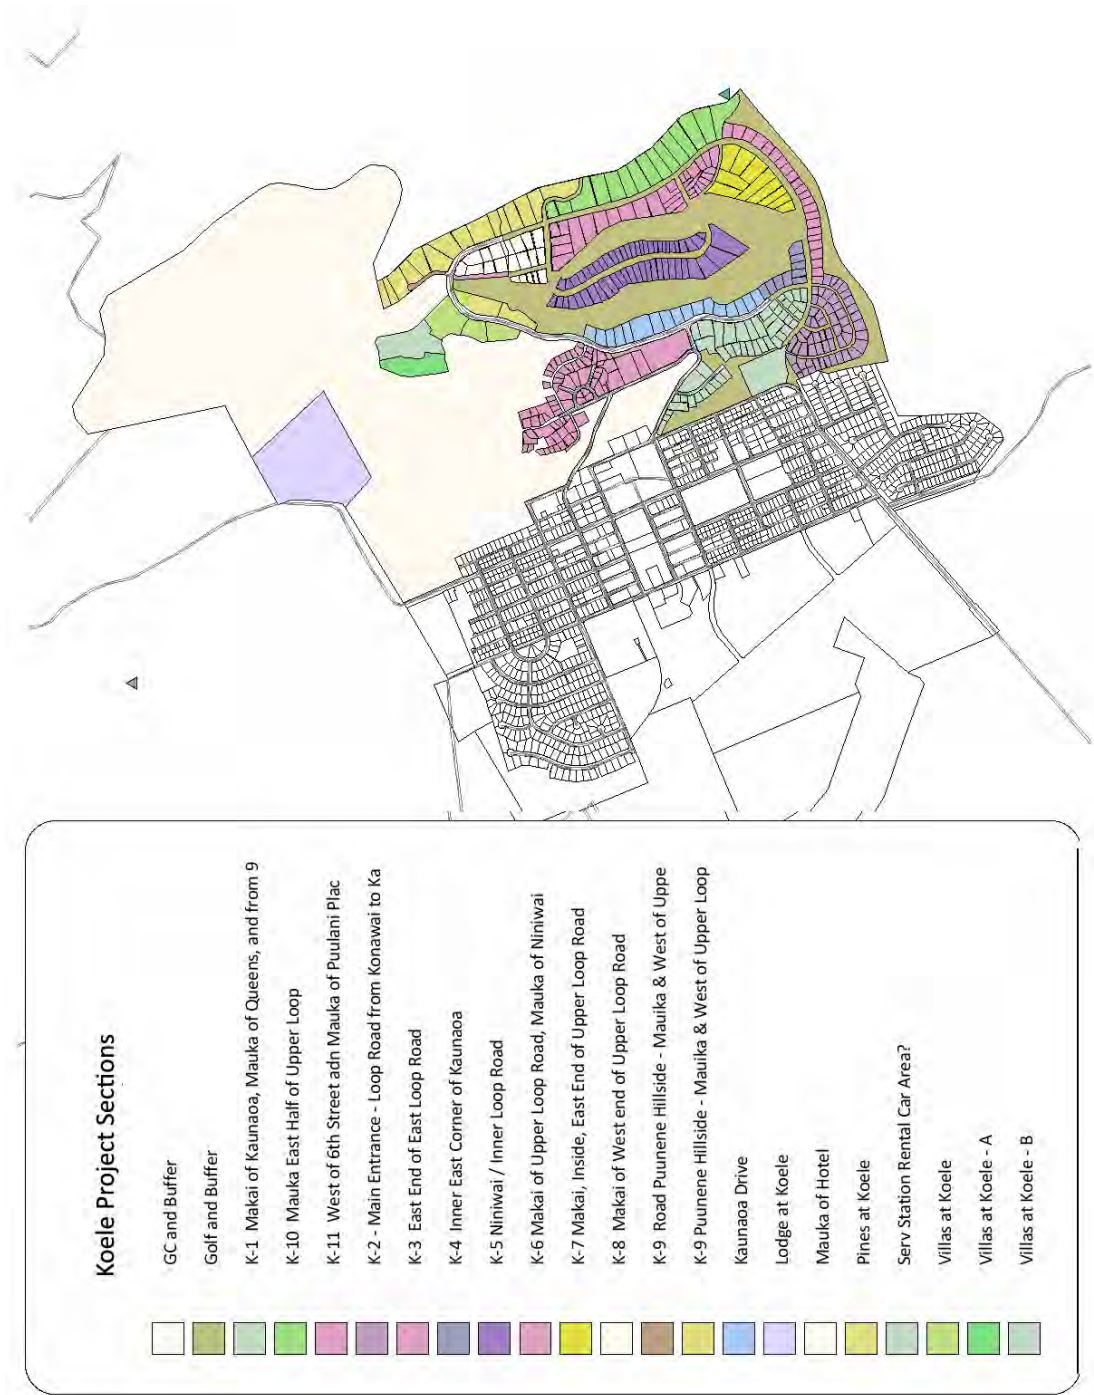 Koele Project Sections
GC and Buffer
Golf and Buffer
K-1 Makai of Kaunaoa, Mauka of Queens, and from 9
K-10 Mauka East Half of Upper Loop
K-11 West of 6th Street adn Mauka of Puulani Plac
K-2 - Main Entrance - Loop Road from Konawai to Ka
K-3 East End of East Loop Road
K-4 Inner East Corner of Kaunaoa
K-5 Niniwai / Inner Loop Road
K-6 Makai of Upper Loop Road, Mauka of Niniwai
K-7 Makai, Inside, East End of Upper Loop Road
K-8 Makai of West end of Upper Loop Road
K-9 Road Puunene Hillside - Mauika & West of Uppe
K-9 Puunene Hillside - Mauika & West of Upper Loop
Kaunaoa Drive
Lodge at Koele
Mauka of Hotel
Pines at Koele
Serv Station Rental Car Area?
Villas at Koele
Villas at Koele - A
Villas at Koele - B